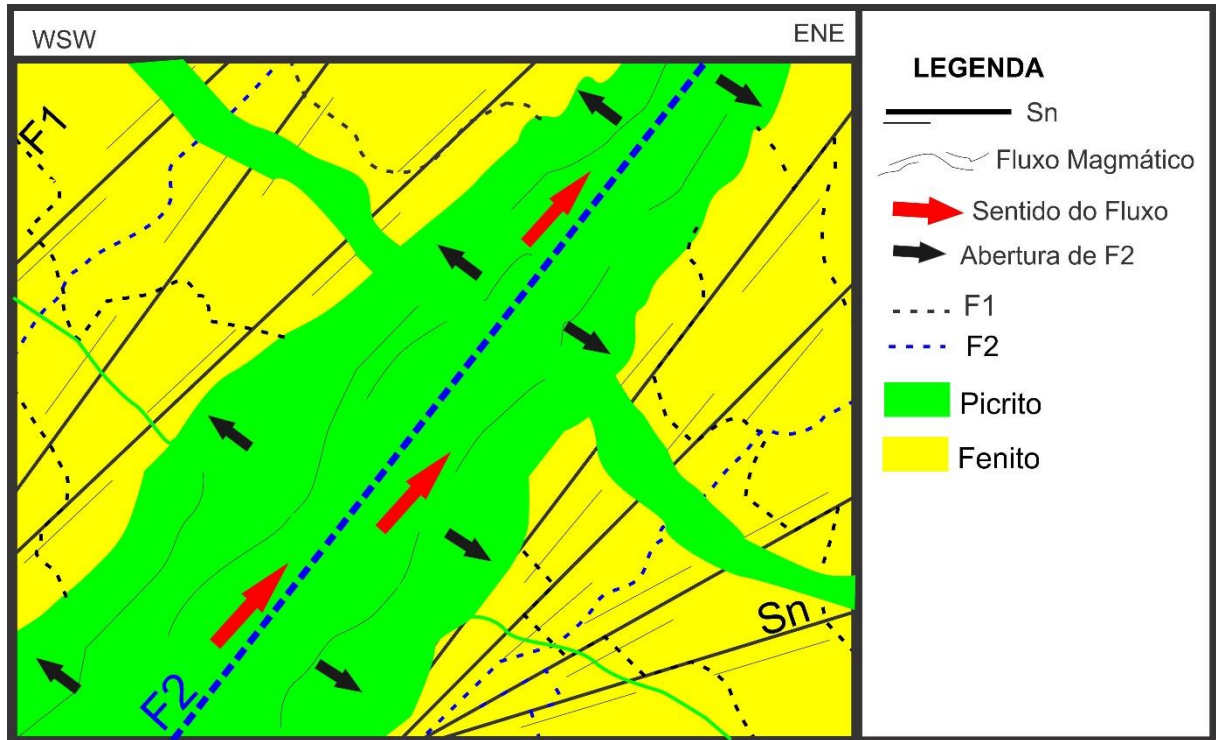 WSW
ENE
F1
F2
Sn
LEGENDA
Sn
Fluxo Magmático
Sentido do Fluxo
Abertura de F2
F1
F2
Picrito
Fenito